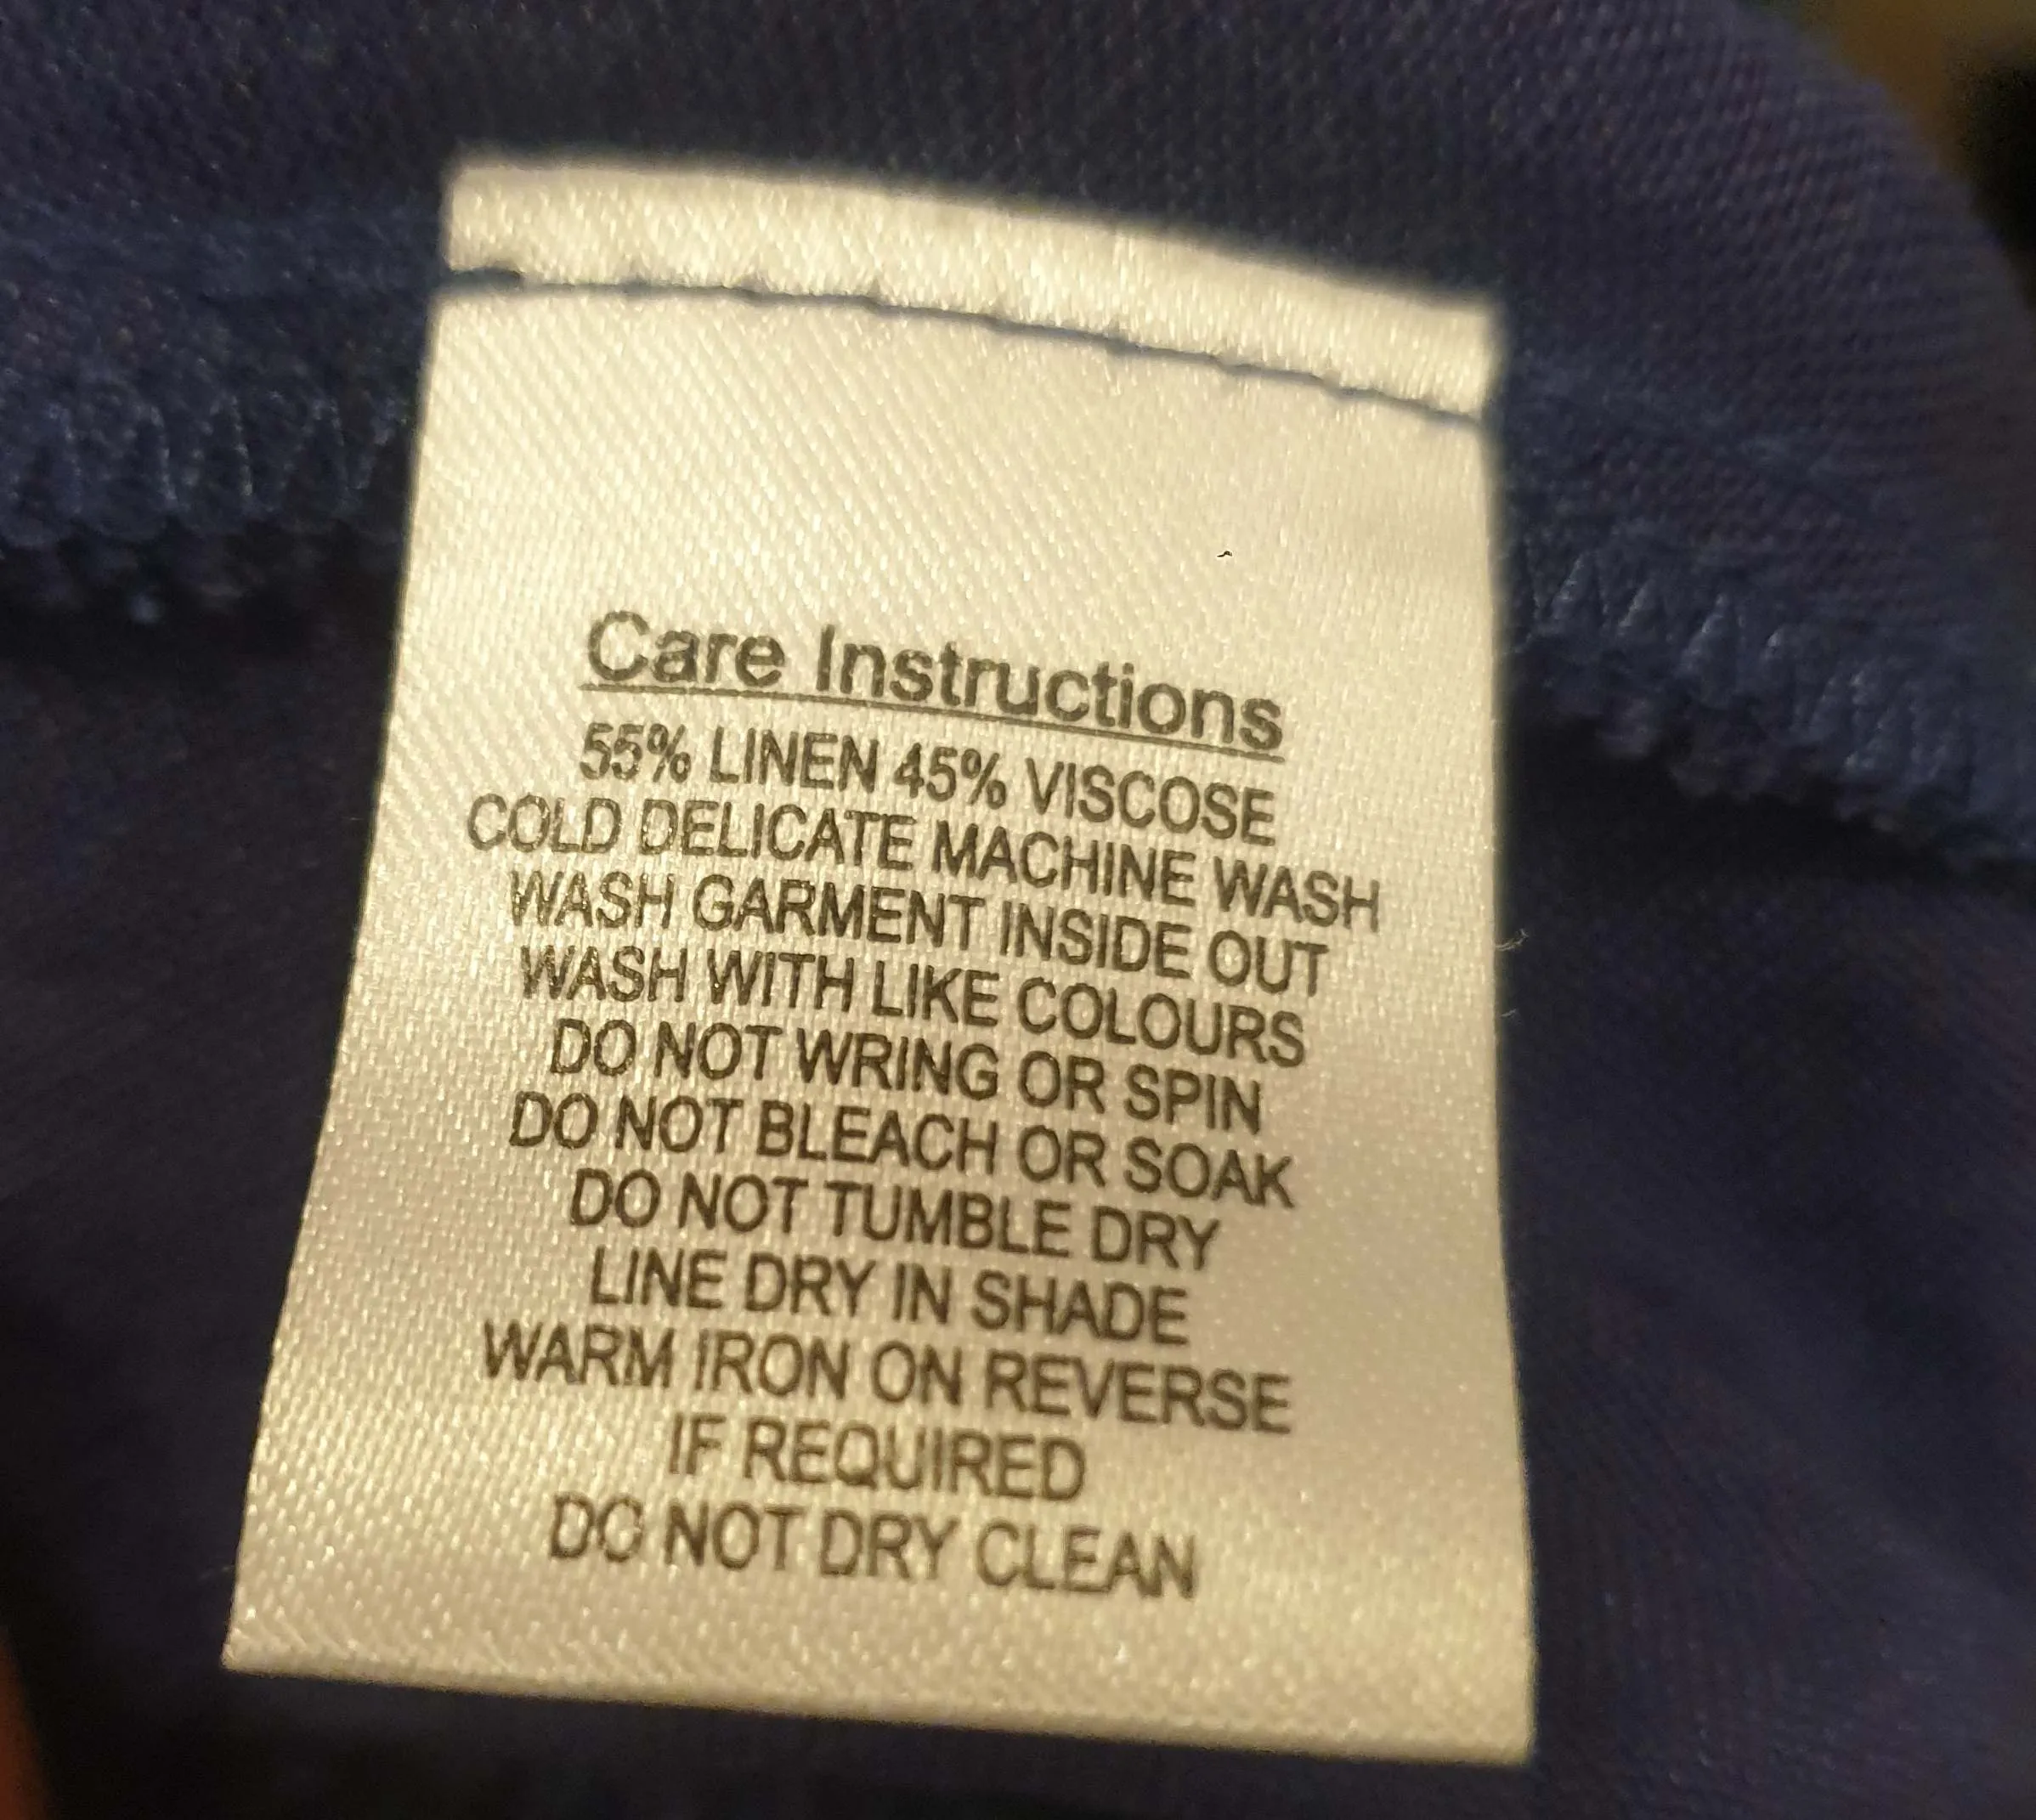 Care Instructions
55% LINEN 45% VISCOSE
COLD DELICATE MACHINE WASH
WASH GARMENT INSIDE OUT
WASH WITH LIKE COLOURS
DO NOT WRING OR SPIN
DO NOT BLEACH OR SOAK
DO NOT TUMBLE DRY
LINE DRY IN SHADE
WARM IRON ON REVERSE
IF REQUIRED
DO NOT DRY CLEAN